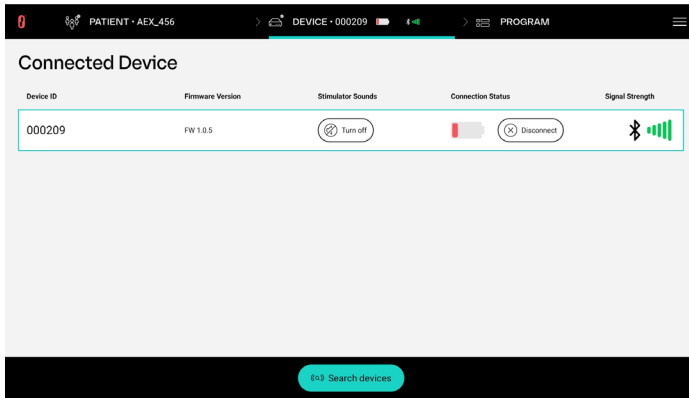 PATIENT · AEX_456
DEVICE · 000209
PROGRAM
Connected Device
Device ID
Firmware Version
Stimulator Sounds
Connection Status
Signal Strength
000209
FW 1.0.5
Turn off
Disconnect
Search devices